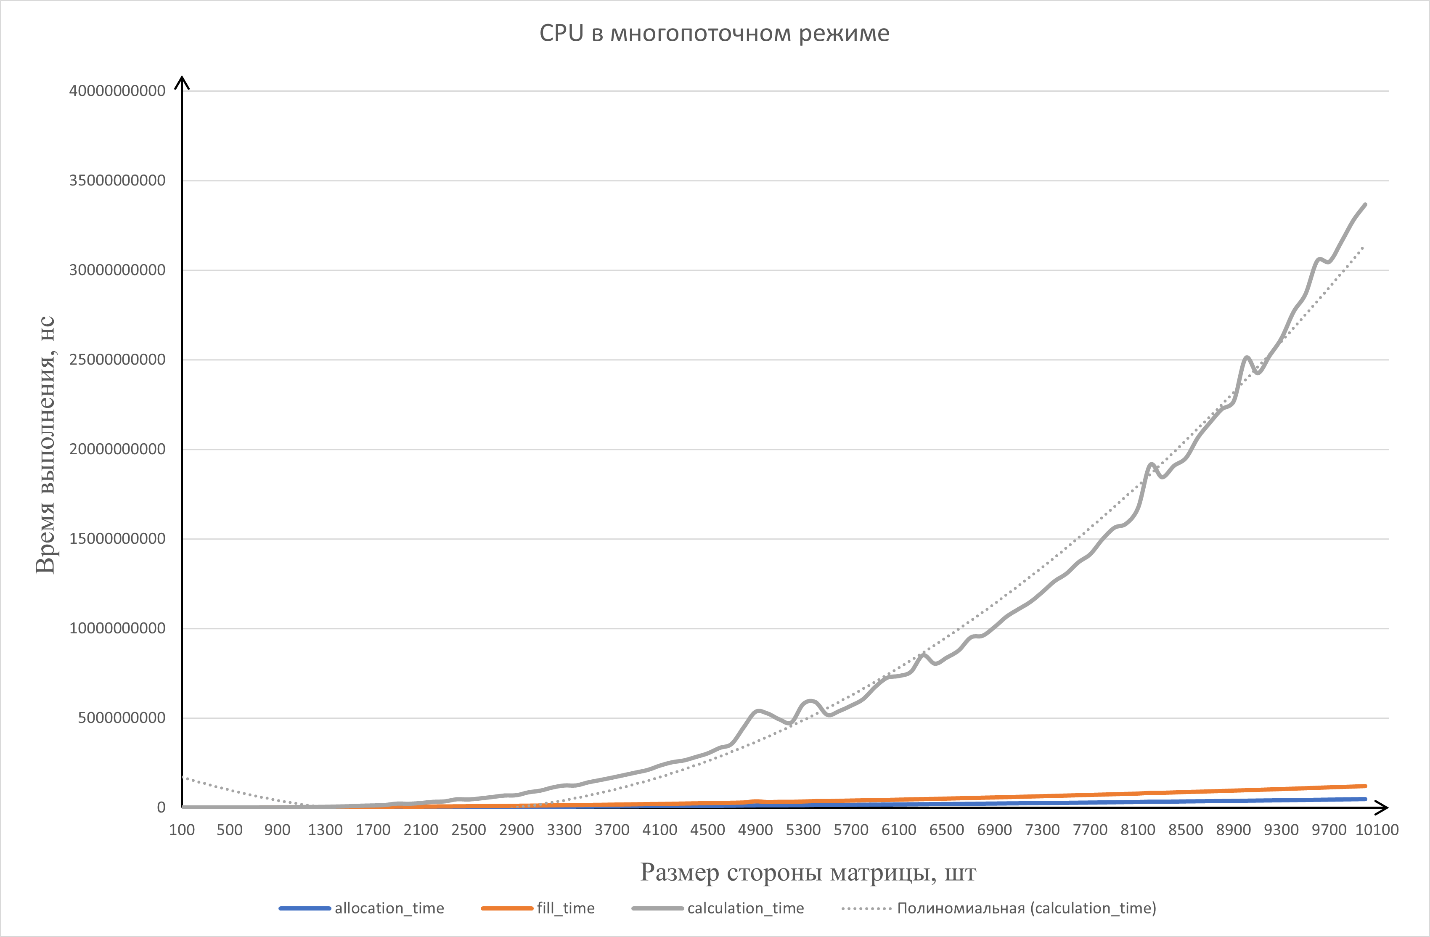 CPU в многопоточном режиме
40000000000
35000000000
30000000000
25000000000
20000000000
15000000000
10000000000
5000000000
0
Время выполнения, нс
100 500 900 1300 1700 2100 2500 2900 3300 3700 4100 4500 4900 5300 5700 6100 6500 6900 7300 7700 8100 8500 8900 9300 9700 10100
Размер стороны матрицы, шт
allocation_time fill_time calculation_time Полиномиальная (calculation_time)